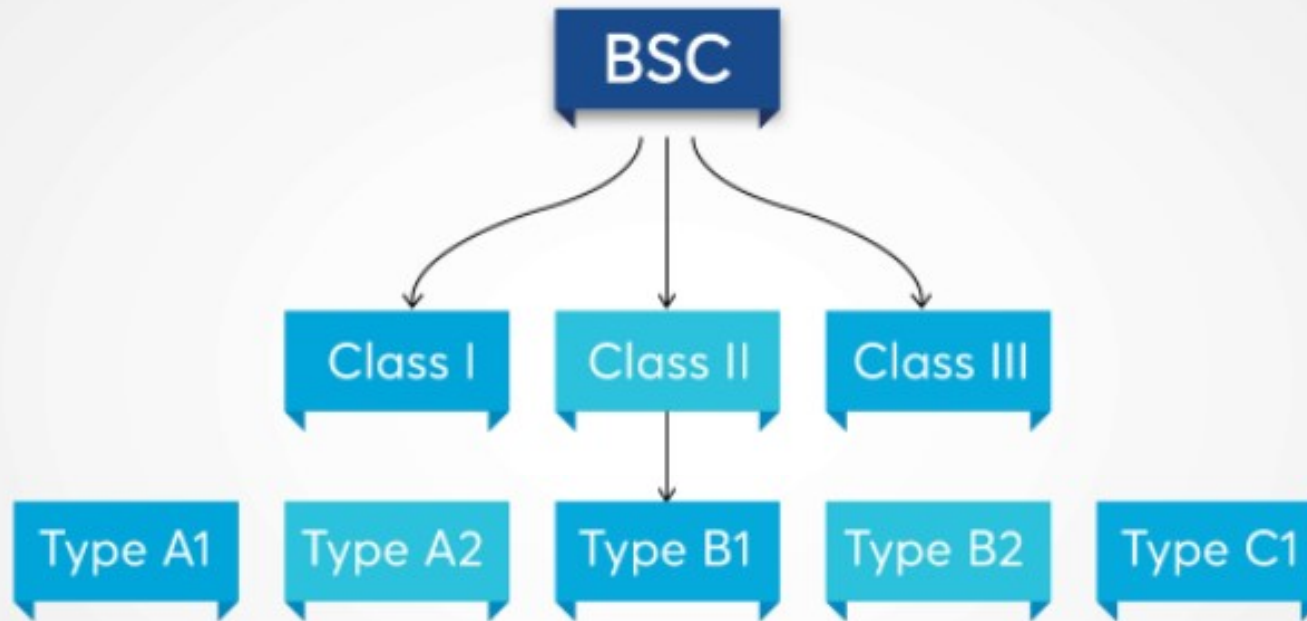 BSC
Class I
Class II
Class III
Type A1
Type A2
Type B1
Type B2
Type C1